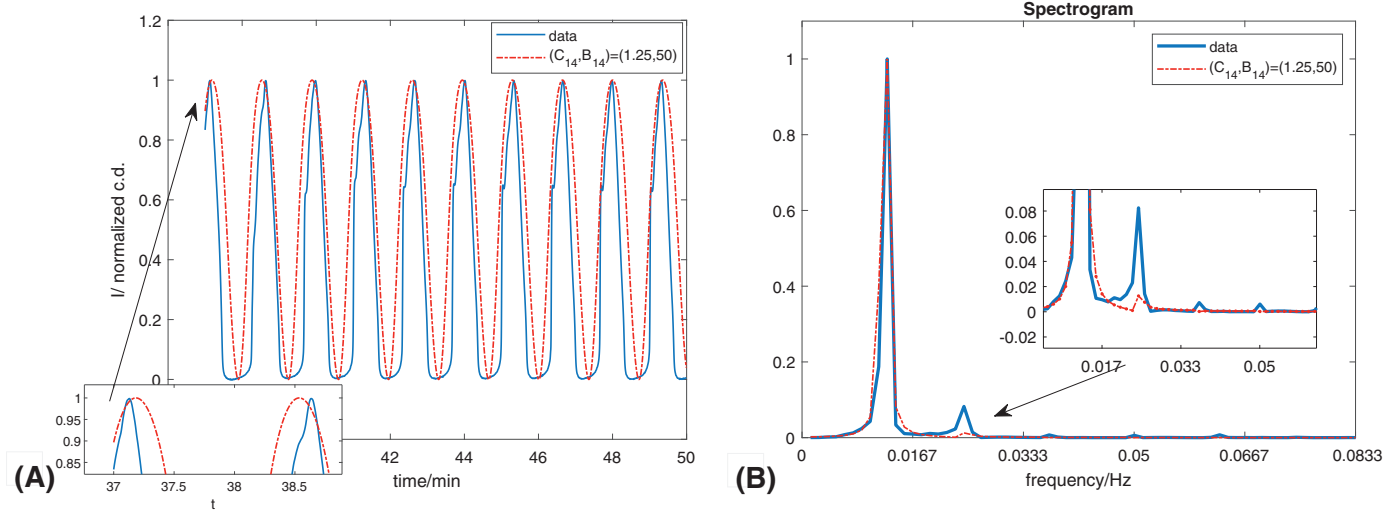 1.2
1
0.8
0.6
0.4
0.2
0
I/ normalized c.d.
data
(C14,B14)=(1.25,50)
42 44 46 48 50
time/min
1
0.95
0.9
0.85
37 37.5 38 38.5
t
(A)
Spectrogram
1
0.8
0.6
0.4
0.2
0
data
(C14,B14)=(1.25,50)
0.08
0.06
0.04
0.02
0
-0.02
0.017 0.033 0.05
0 0.0167 0.0333 0.05 0.0667 0.0833
frequency/Hz
(B)